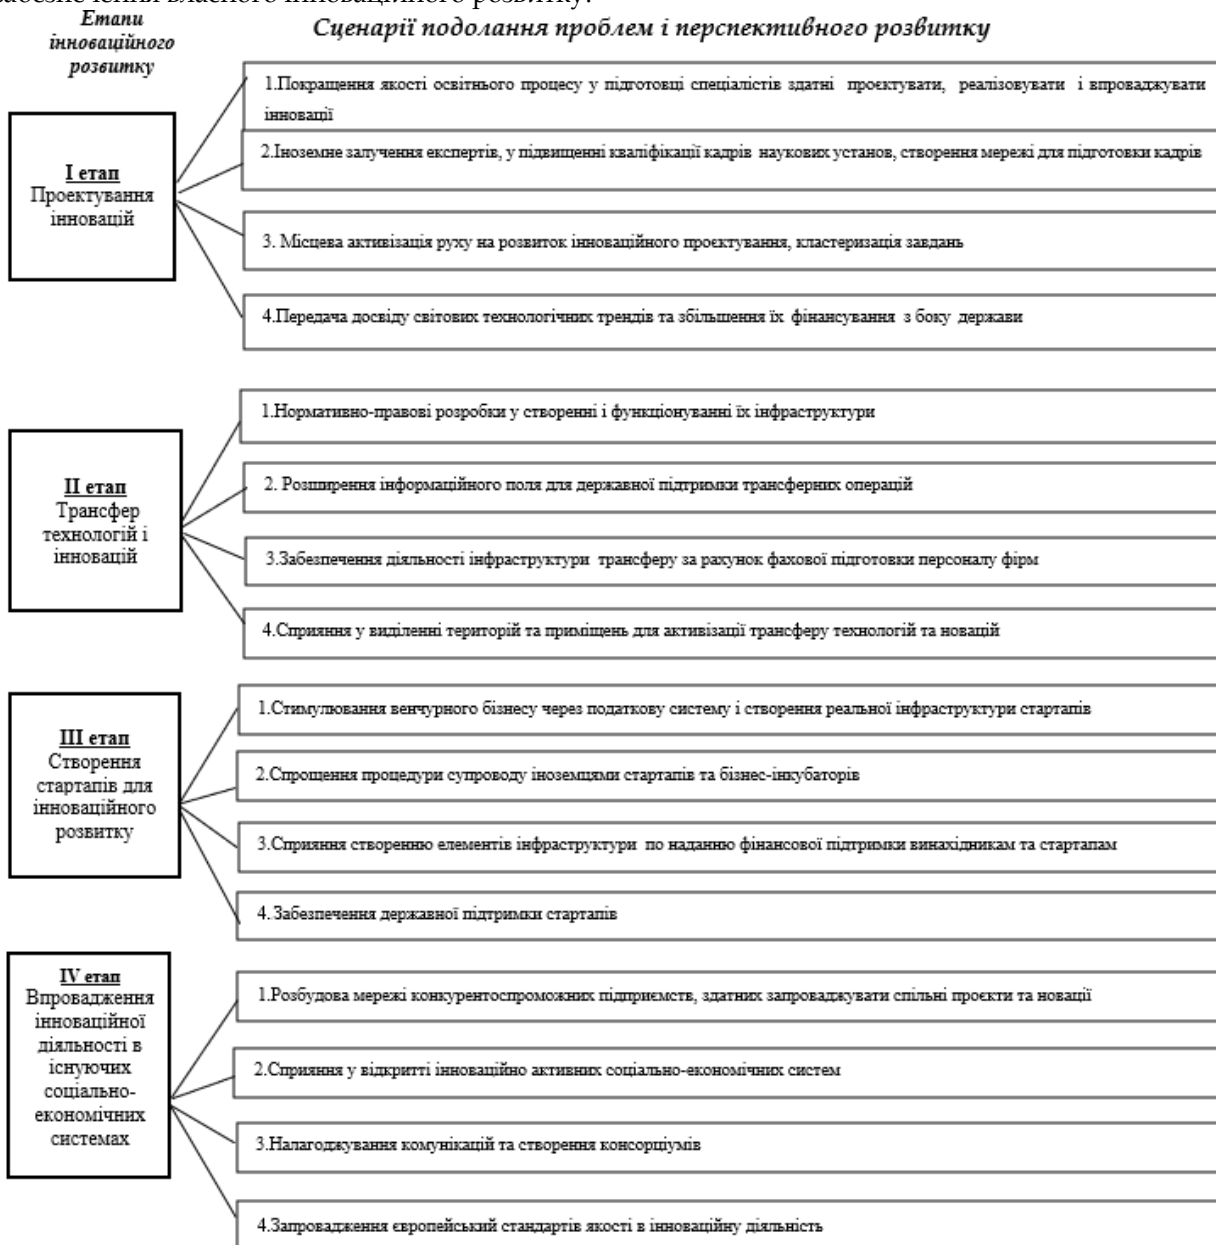 забезпечення власного інноваційного розвитку.
Етапи
інноваційного
розвитку
Сценарії подолання проблем і перспективного розвитку
І етап
Проектування
інновацій
1.Покращення якості освітнього процесу у підготовці спеціалістів здатні проєктувати, реалізовувати і впроваджувати
інновації
2.Іноземне залучення експертів, у підвищенні кваліфікації кадрів наукових установ, створення мережі для підготовки кадрів
3. Місцева активізація руху на розвиток інноваційного проєктування, кластеризація завдань
4.Передача досвіду світових технологічних трендів та збільшення їх фінансування з боку держави
ІІ етап
Трансфер
технологій і
інновацій
1.Нормативно-правові розробки у створенні і функціонуванні їх інфраструктури
2. Розширення інформаційного поля для державної підтримки трансферних операцій
3.Забезпечення діяльності інфраструктури трансферу за рахунок фахової підготовки персоналу фірм
4.Сприяння у виділенні територій та приміщень для активізації трансферу технологій та новацій
ІІІ етап
Створення
стартапів для
інноваційного
розвитку
1.Стимулювання венчурного бізнесу через податкову систему і створення реальної інфраструктури стартапів
2.Спрощення процедури супроводу іноземцями стартапів та бізнес-інкубаторів
3.Сприяння створенню елементів інфраструктури по наданню фінансової підтримки винахідникам та стартапам
4.Забезпечення державної підтримки стартапів
IV етап
Впровадження
інноваційної
діяльності в
існуючих
соціально-
економічних
системах
1.Розбудова мережі конкурентоспроможних підприємств, здатних запроваджувати спільні проєкти та новації
2.Сприяння у відкритті інноваційно активних соціально-економічних систем
3.Налагоджування комунікацій та створення консорціумів
4.Запровадження європейський стандартів якості в інноваційну діяльність